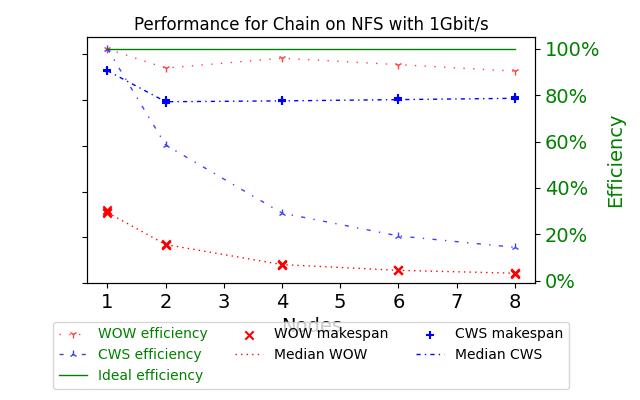 Performance for Chain on NFS with 1Gbit/s
100%
80%
60%
40%
20%
0%
Efficiency
1 2 3 4 5 6 7 8
Nodes
WOW efficiency WOW makespan CWS makespan
CWS efficiency Median WOW Median CWS
Ideal efficiency